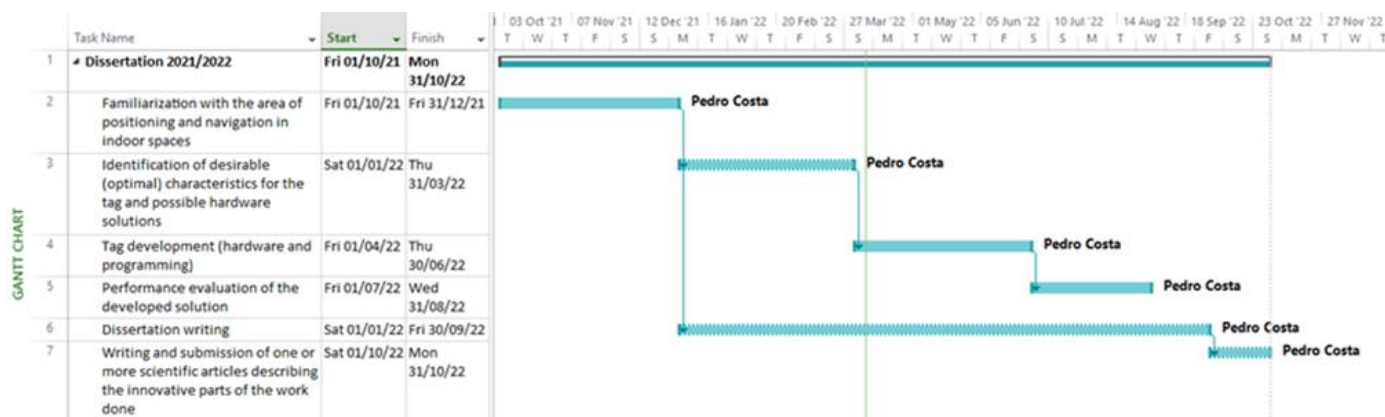 03 Oct '21 07 Nov '21 12 Dec '21 16 Jan '22 20 Feb '22 27 Mar '22 01 May '22 05 Jun '22 10 Jul '22 14 Aug '22 18 Sep '22 23 Oct '22 27 Nov '22
Task Name Start Finish T W T F S S M T W T F S S M T W T F S S M T W T
1 Dissertation 2021/2022 Fri 01/10/21 Mon
31/10/22
2 Familiarization with the area of Fri 01/10/21 Fri 31/12/21 Pedro Costa
positioning and navigation in
indoor spaces
3 Identification of desirable Sat 01/01/22 Thu Pedro Costa
(optimal) characteristics for the 31/03/22
tag and possible hardware
solutions
4 Tag development (hardware and Fri 01/04/22 Thu Pedro Costa
programming) 30/06/22
5 Performance evaluation of the Fri 01/07/22 Wed Pedro Costa
developed solution 31/08/22
6 Dissertation writing Sat 01/01/22 Fri 30/09/22 Pedro Costa
7 Writing and submission of one or Sat 01/10/22 Mon Pedro Costa
more scientific articles describing 31/10/22
the innovative parts of the work
done
GANTT CHART